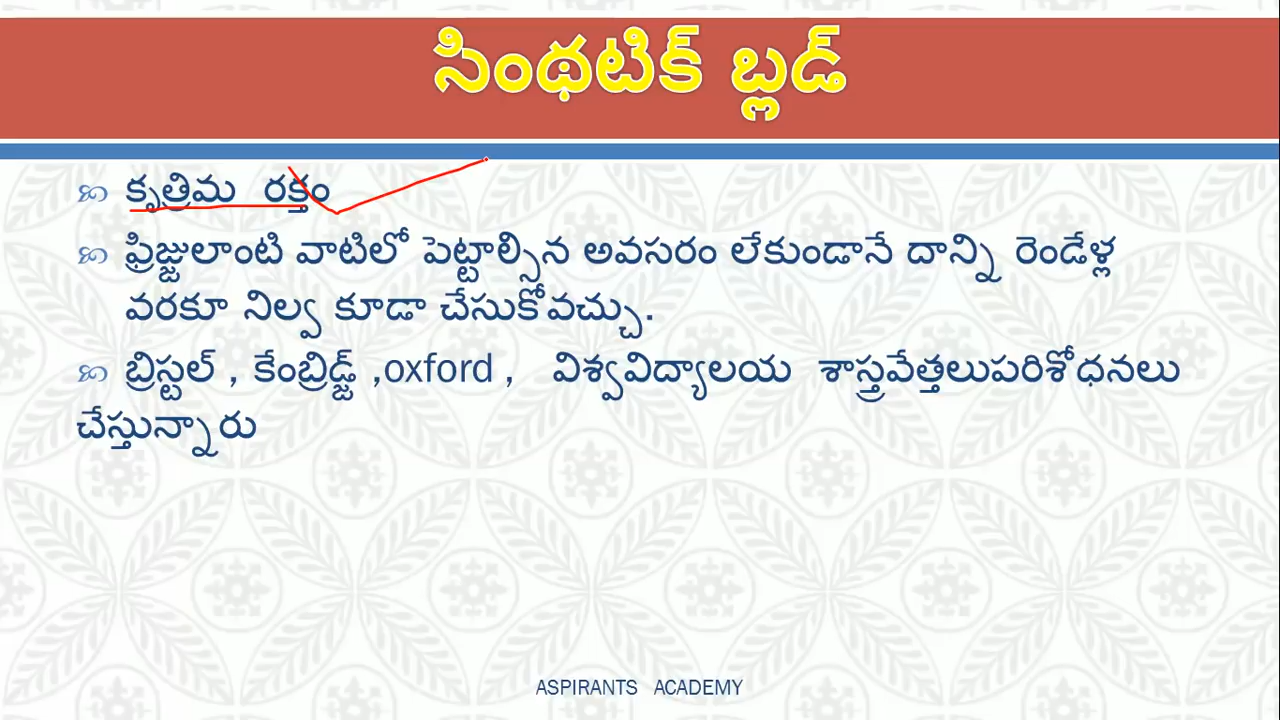 సింథటిక్ బ్లడ్
కృత్రిమ రక్తం
ఫ్రిజ్జులాంటి వాటిలో పెట్టాల్సిన అవసరం లేకుండానే దాన్ని రెండేళ్ల
వరకూ నిల్వ కూడా చేసుకోవచ్చు.
బ్రిస్టల్ , కేంబ్రిడ్జ్ ,oxford , విశ్వవిద్యాలయ శాస్త్రవేత్తలుపరిశోధనలు
చేస్తున్నారు
ASPIRANTS ACADEMY